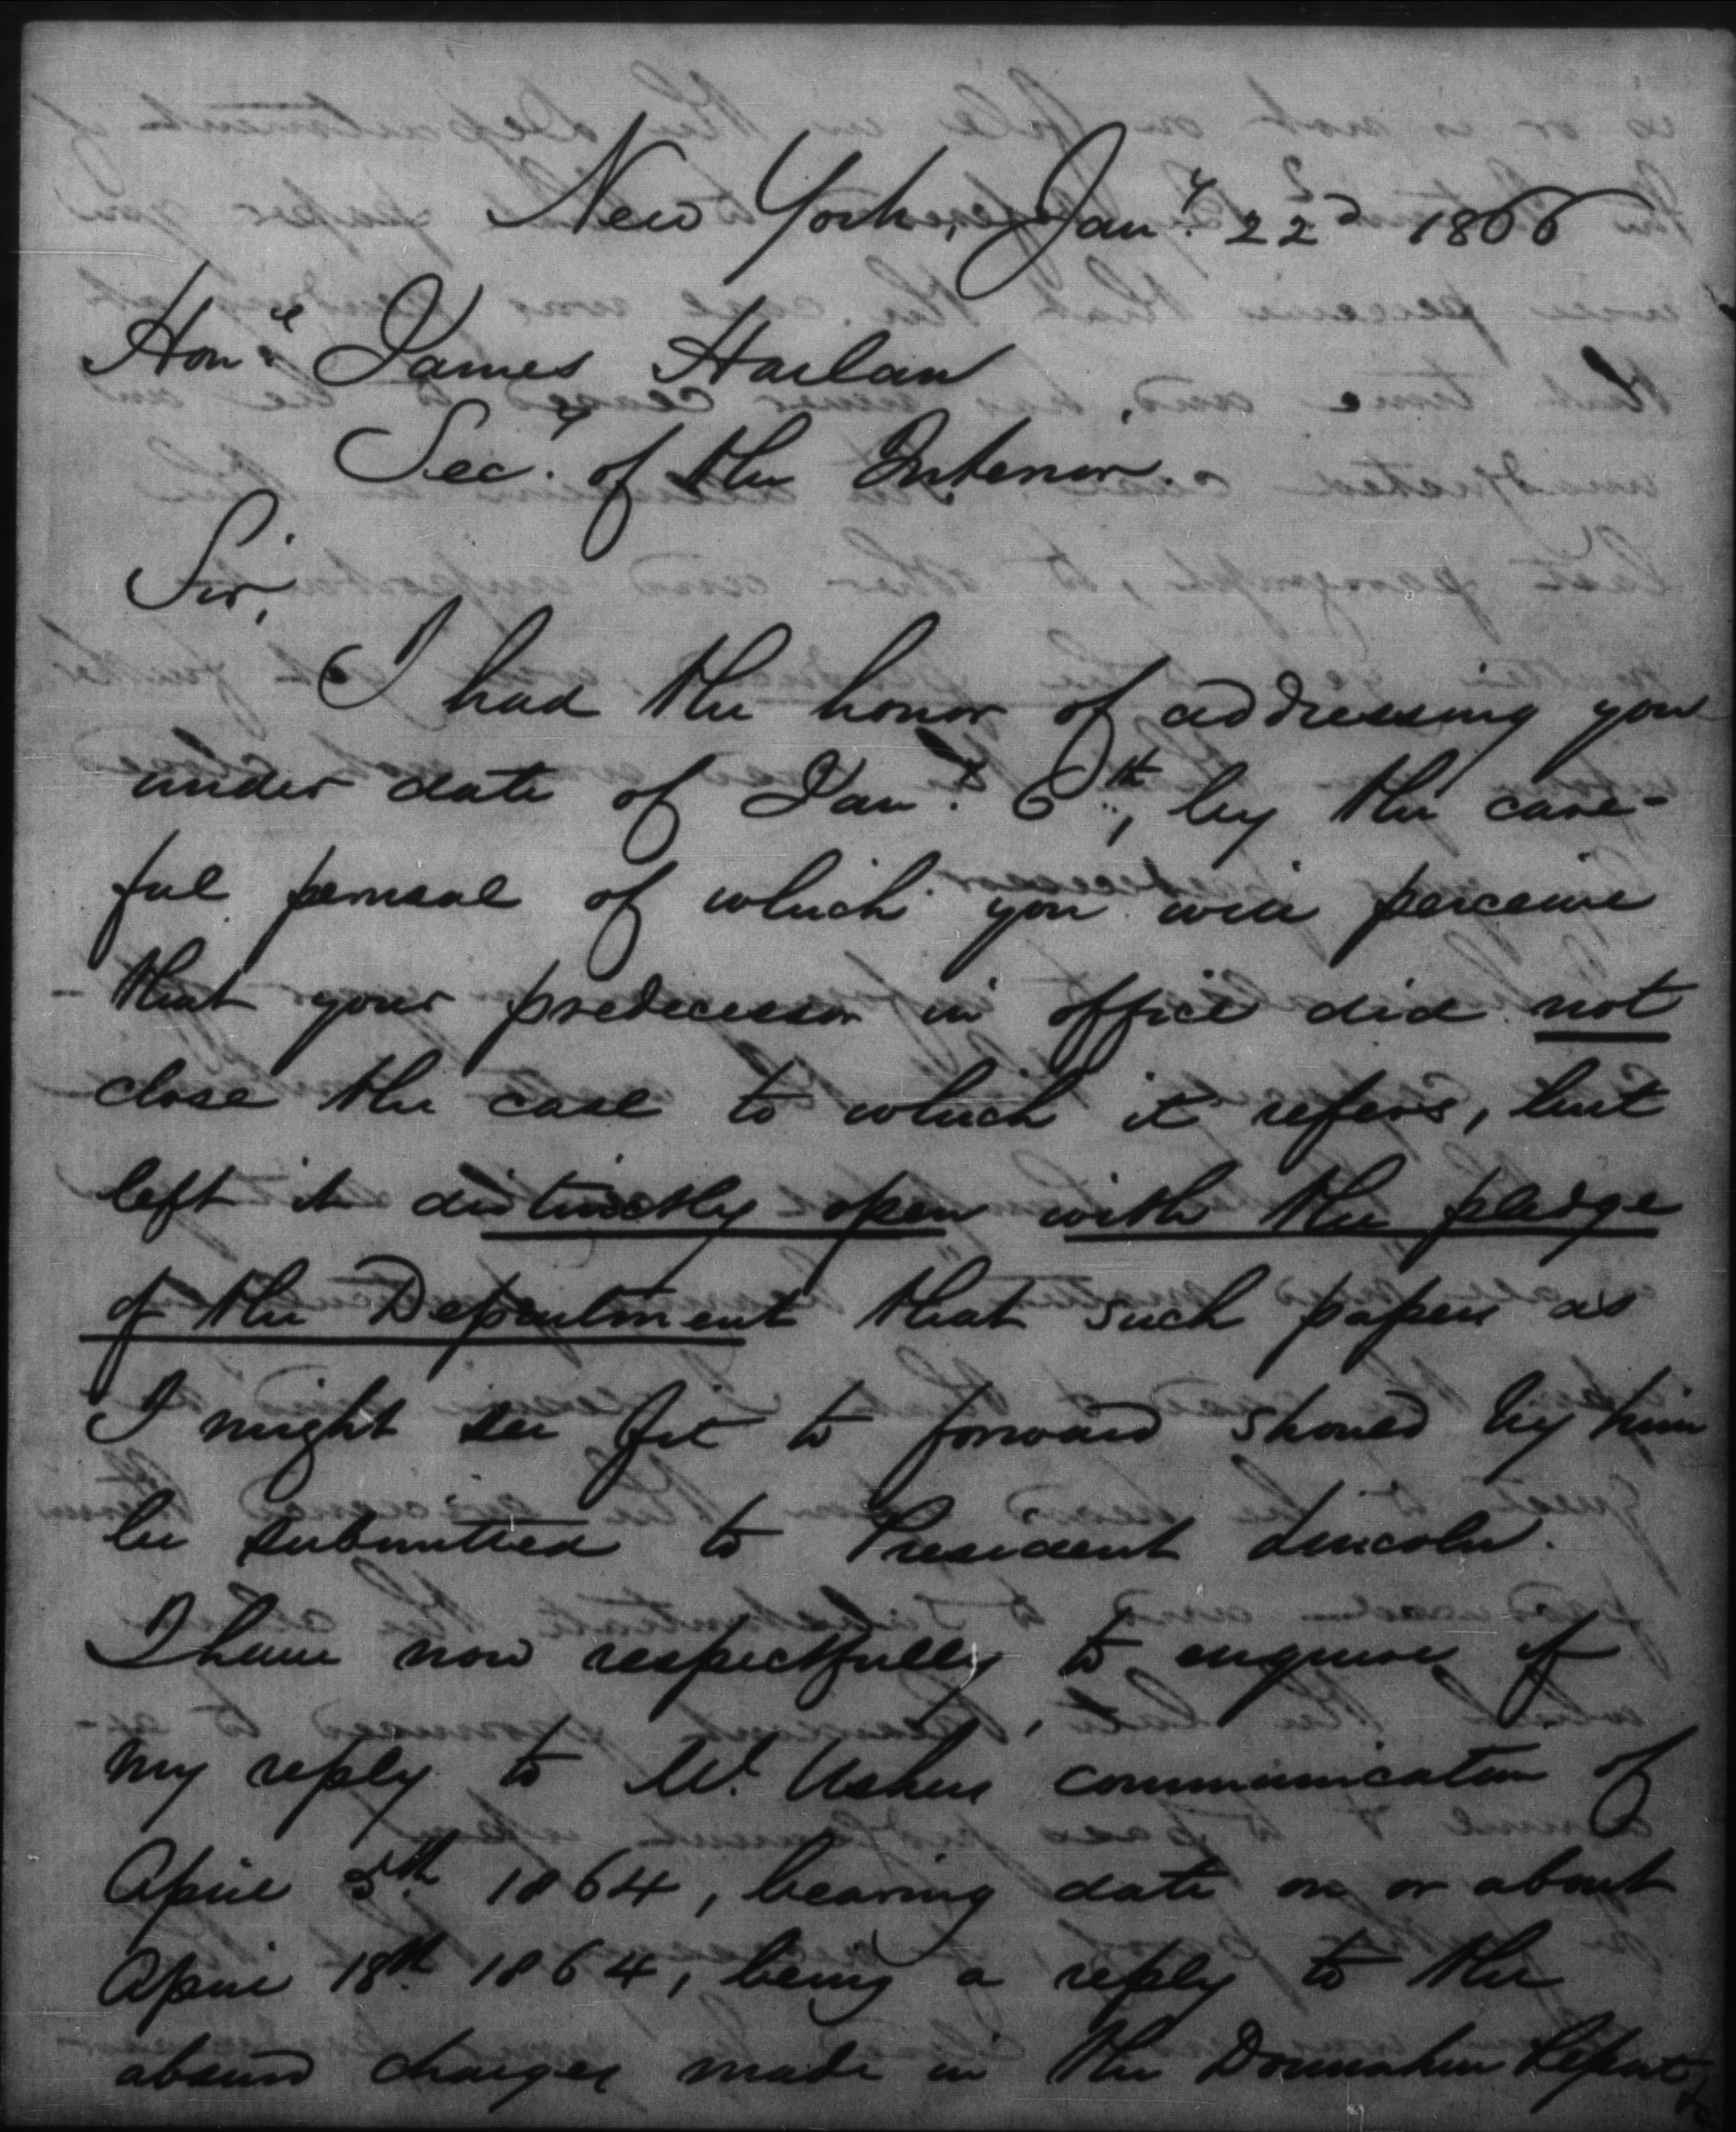 New York, Jany. 22d 1866
Honle James Harlan
Secy. of the Interior.
Sir,
I had the honor of addressing you
under date of Jany. 6th, by the care-
ful perusal of which you will perceive
that your predecessor in office did not
close the case to which it refers, but
left it distinctly open with the pledge
of the Department that such papers as
I might see fit to forward should by him
be submitted to President Lincoln.
I have now respectfully to enquire if
my reply to Mr. Ushers communication of
April 5th 1864, bearing date on or about
April 18th 1864, being a reply to the
absurd charges made in the Donnohue Report,